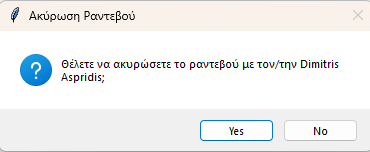 Ακύρωση Ραντεβού
Θέλετε να ακυρώσετε το ραντεβού με τον/την Dimitris
Aspridis;
Yes
No